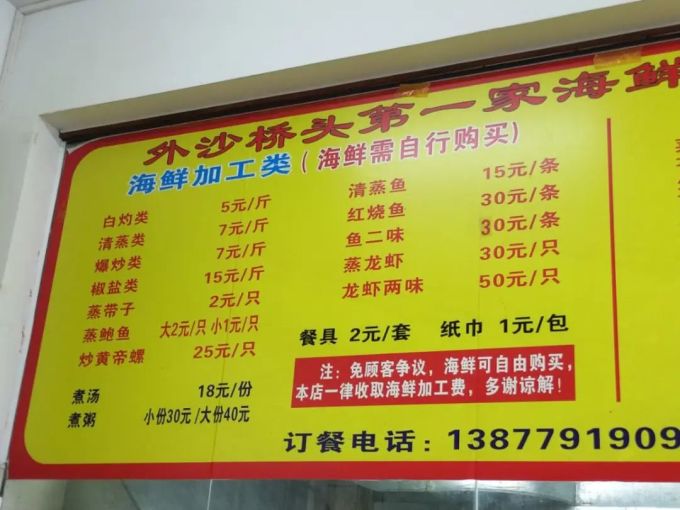 外沙桥头第一家海鲜
海鲜加工类（海鲜需自行购买）
白灼类 5元/斤
清蒸类 7元/斤
爆炒类 7元/斤
椒盐类 15元/斤
蒸带子 2元/只
蒸鲍鱼 大2元/只 小1元/只
炒黄帝螺 25元/只
煮汤 18元/份
煮粥 小份30元/大份40元
清蒸鱼 15元/条
红烧鱼 30元/条
鱼二味 30元/条
蒸龙虾 30元/只
龙虾两味 50元/只
餐具 2元/套 纸巾 1元/包
注：免顾客争议，海鲜可自由购买，
本店一律收取海鲜加工费，多谢谅解！
订餐电话：1387791909